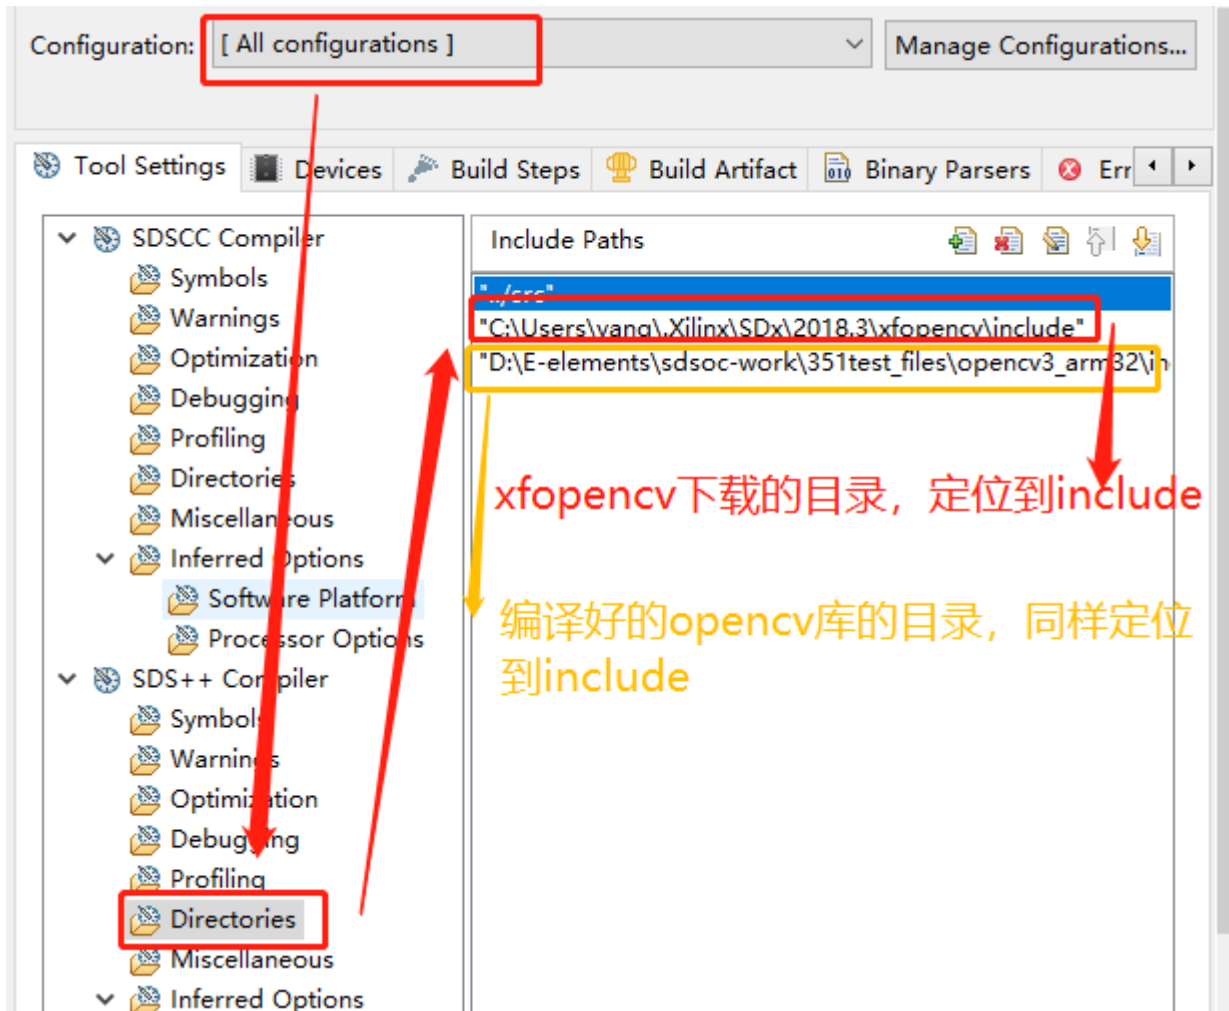 Configuration: [ All configurations ] Manage Configurations...
Tool Settings Devices Build Steps Build Artifact Binary Parsers Err
SDSCC Compiler
Symbols
Warnings
Optimization
Debugging
Profiling
Directories
Miscellaneous
Inferred Options
Software Platform
Processor Options
SDS++ Compiler
Symbols
Warnings
Optimization
Debugging
Profiling
Directories
Miscellaneous
Inferred Options
Include Paths
"../src"
"C:\Users\yang\.Xilinx\SDx\2018.3\xfopencv\include"
"D:\E-elements\sdsoc-work\351test_files\opencv3_arm32\in
xfopencv下载的目录，定位到include
编译好的opencv库的目录，同样定位
到include